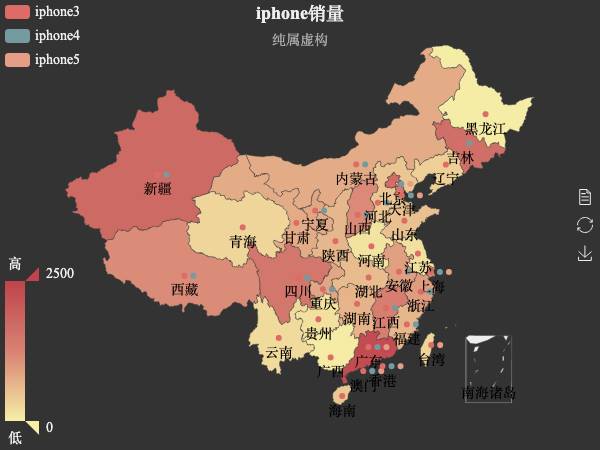 iphone3
iphone4
iphone5
iphone销量
纯属虚构
黑龙江
吉林
辽宁
内蒙古
新疆
北京
天津
河北
宁夏
山西
山东
甘肃
青海
陕西
河南
江苏
安徽
上海
西藏
四川
湖北
重庆
浙江
湖南
江西
贵州
福建
云南
台湾
广东
广西
香港
澳门
南海诸岛
海南
高
2500
0
低